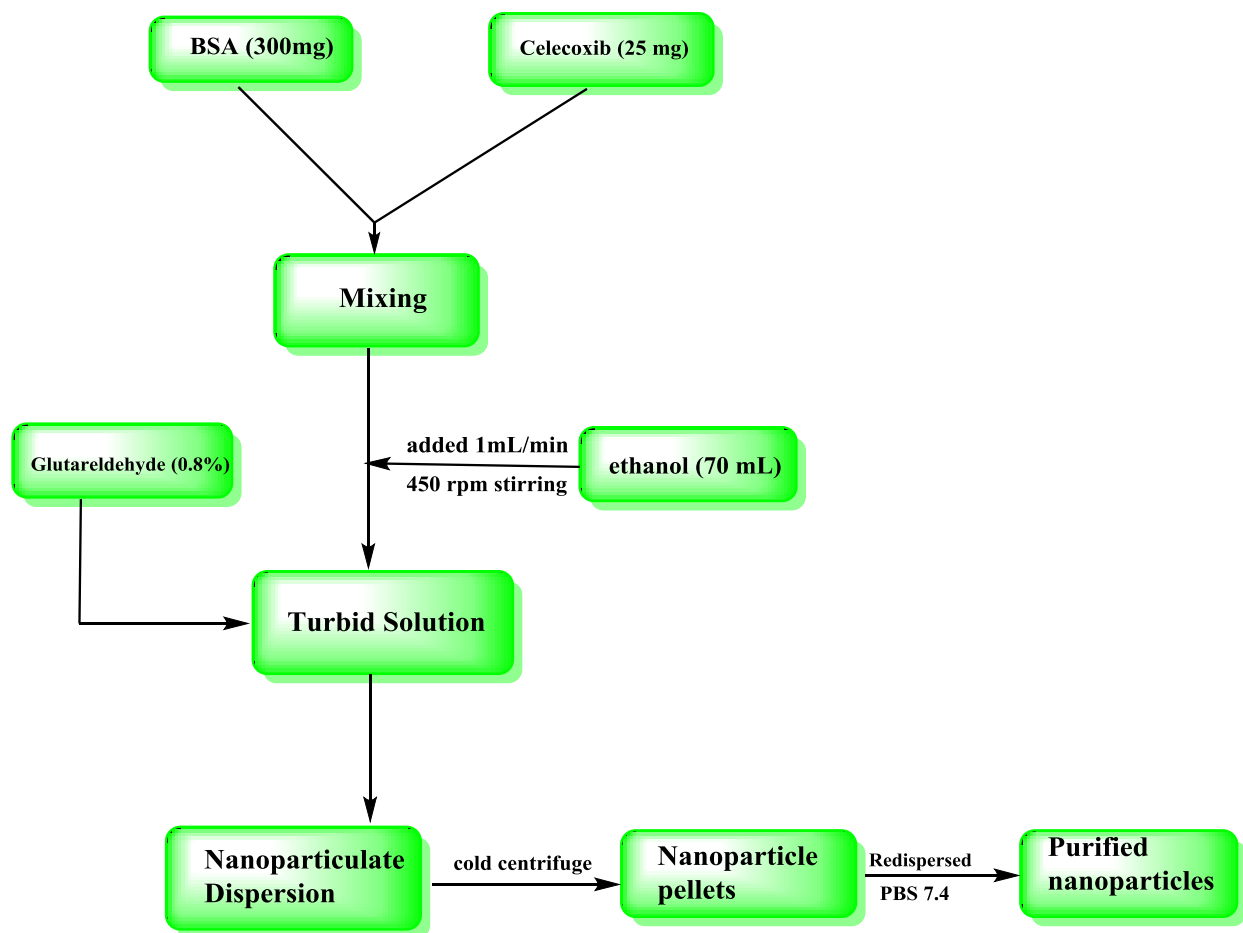 BSA (300mg)
Celecoxib (25 mg)
Mixing
added 1mL/min
450 rpm stirring
ethanol (70 mL)
Glutareldehyde (0.8%)
Turbid Solution
Nanoparticulate
Dispersion
cold centrifuge
Nanoparticle
pellets
Redispersed
PBS 7.4
Purified
nanoparticles